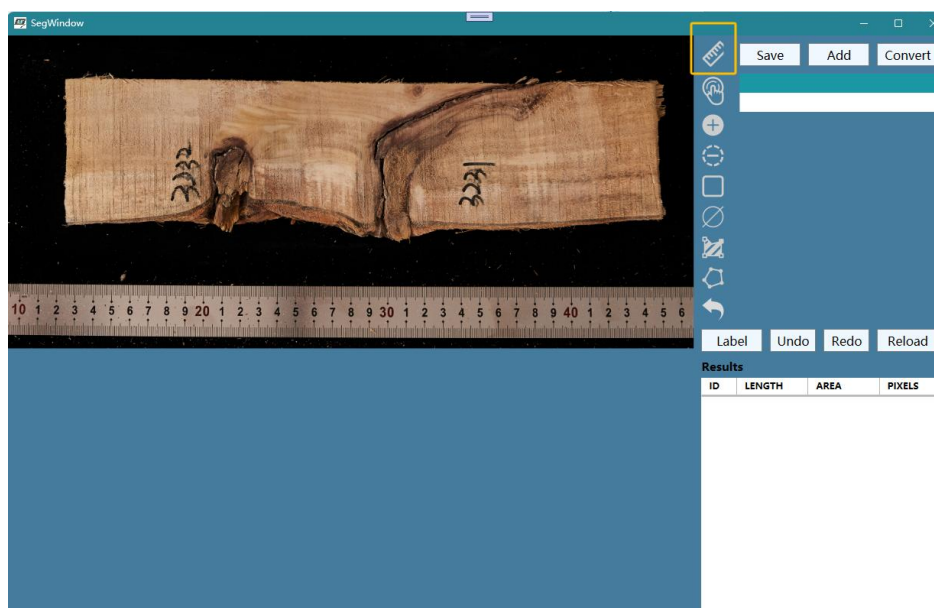 SegWindow
Save Add Convert
3232
3231
10 1 2 3 4 5 6 7 8 9 20 1 2 3 4 5 6 7 8 9 30 1 2 3 4 5 6 7 8 9 40 1 2 3 4 5 6
Label Undo Redo Reload
Results
ID LENGTH AREA PIXELS